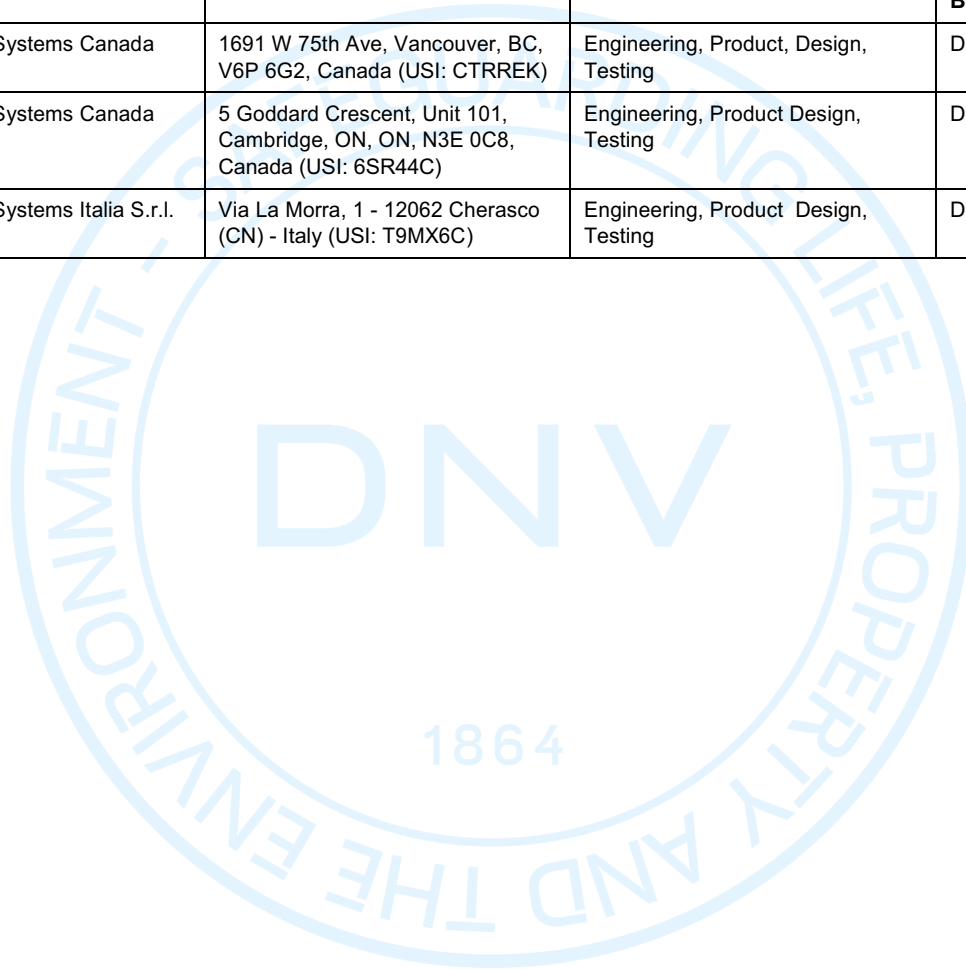 B
Systems Canada
1691 W 75th Ave, Vancouver, BC,
V6P 6G2, Canada (USI: CTRREK)
Engineering, Product, Design,
Testing
D
Systems Canada
5 Goddard Crescent, Unit 101,
Cambridge, ON, ON, N3E 0C8,
Canada (USI: 6SR44C)
Engineering, Product Design,
Testing
D
Systems Italia S.r.l.
Via La Morra, 1 - 12062 Cherasco
(CN) - Italy (USI: T9MX6C)
Engineering, Product  Design,
Testing
D
- SAFEGUARDING LIFE, PROPERTY AND THE ENVIRONMENT
DNV
1864